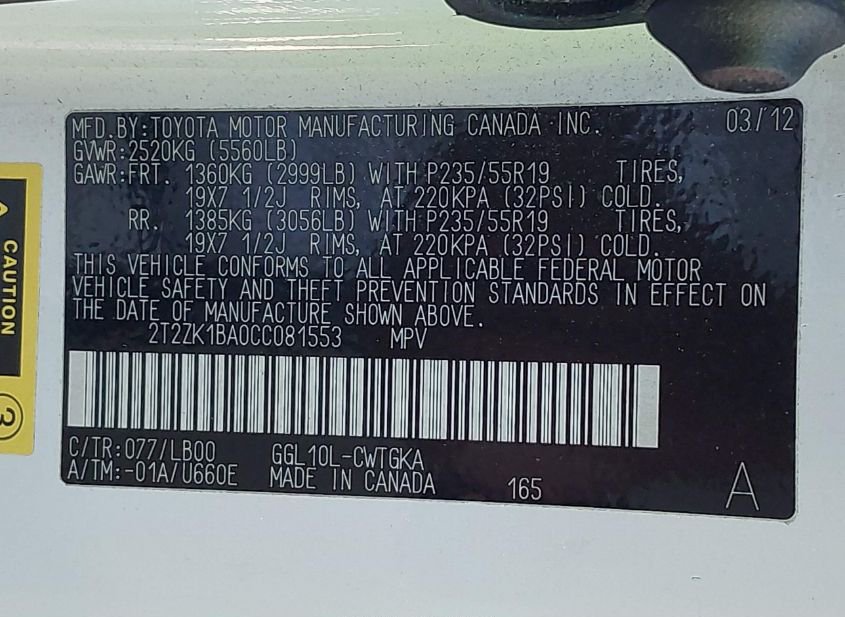 MFD.BY:TOYOTA MOTOR MANUFACTURING CANADA INC. 03/12
GVWR:2520KG (5560LB)
GAWR:FRT. 1360KG (2999LB) WITH P235/55R19 TIRES,
19X7 1/2J RIMS, AT 220KPA (32PSI) COLD.
RR. 1385KG (3056LB) WITH P235/55R19 TIRES,
19X7 1/2J RIMS, AT 220KPA (32PSI) COLD.
THIS VEHICLE CONFORMS TO ALL APPLICABLE FEDERAL MOTOR
VEHICLE SAFETY AND THEFT PREVENTION STANDARDS IN EFFECT ON
THE DATE OF MANUFACTURE SHOWN ABOVE.
2T2ZK1BA0CC081553 MPV
C/TR:077/LB00 GGL10L-CWTGKA
A/TM:-01A/U660E MADE IN CANADA 165 A
CAUTION
3